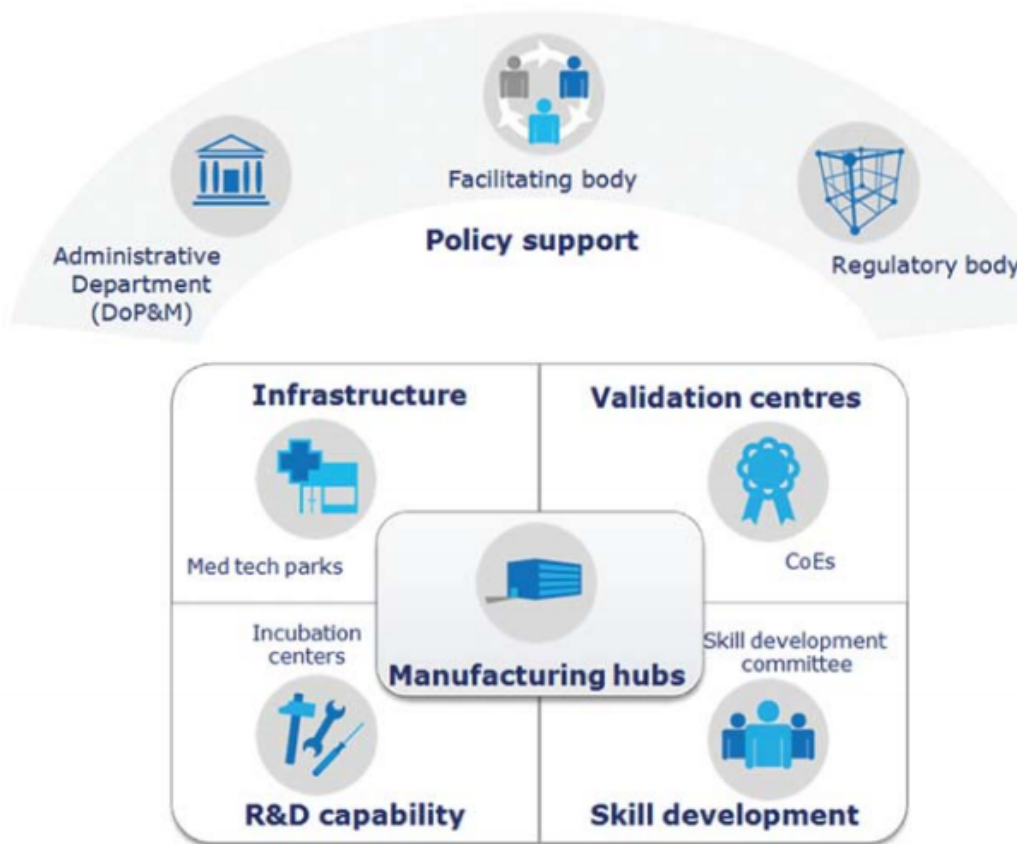 Facilitating body
Policy support
Administrative
Department
(DoP&M)
Regulatory body
Infrastructure
Med tech parks
Validation centres
CoEs
Manufacturing hubs
Incubation
centers
R&D capability
Skill development
committee
Skill development